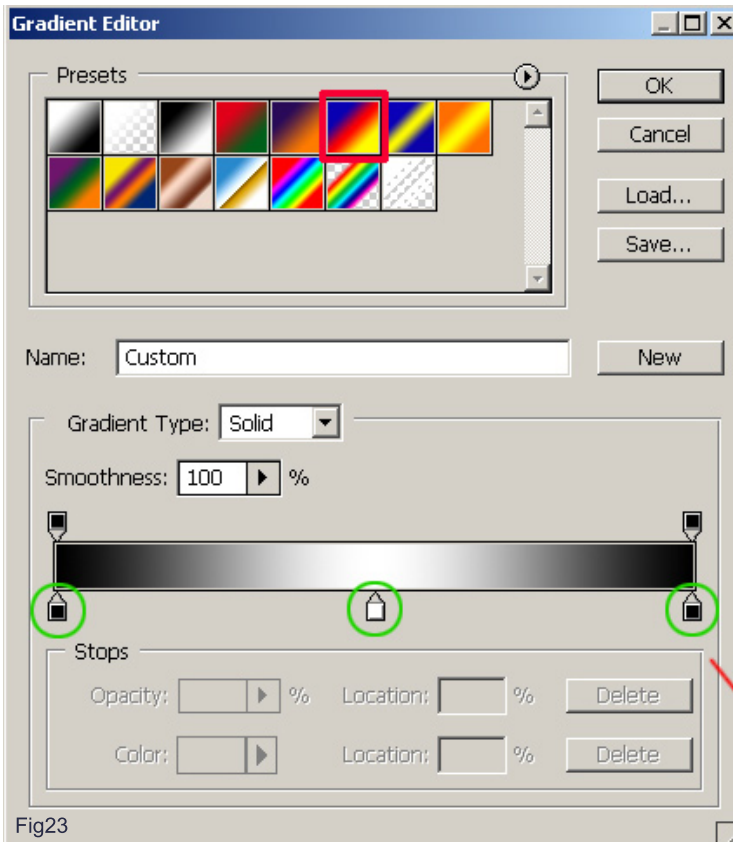 Gradient Editor
Presets
OK
Cancel
Load...
Save...
Name: Custom New
Gradient Type: Solid
Smoothness: 100 %
Stops
Opacity: % Location: % Delete
Color: Location: % Delete
Fig23